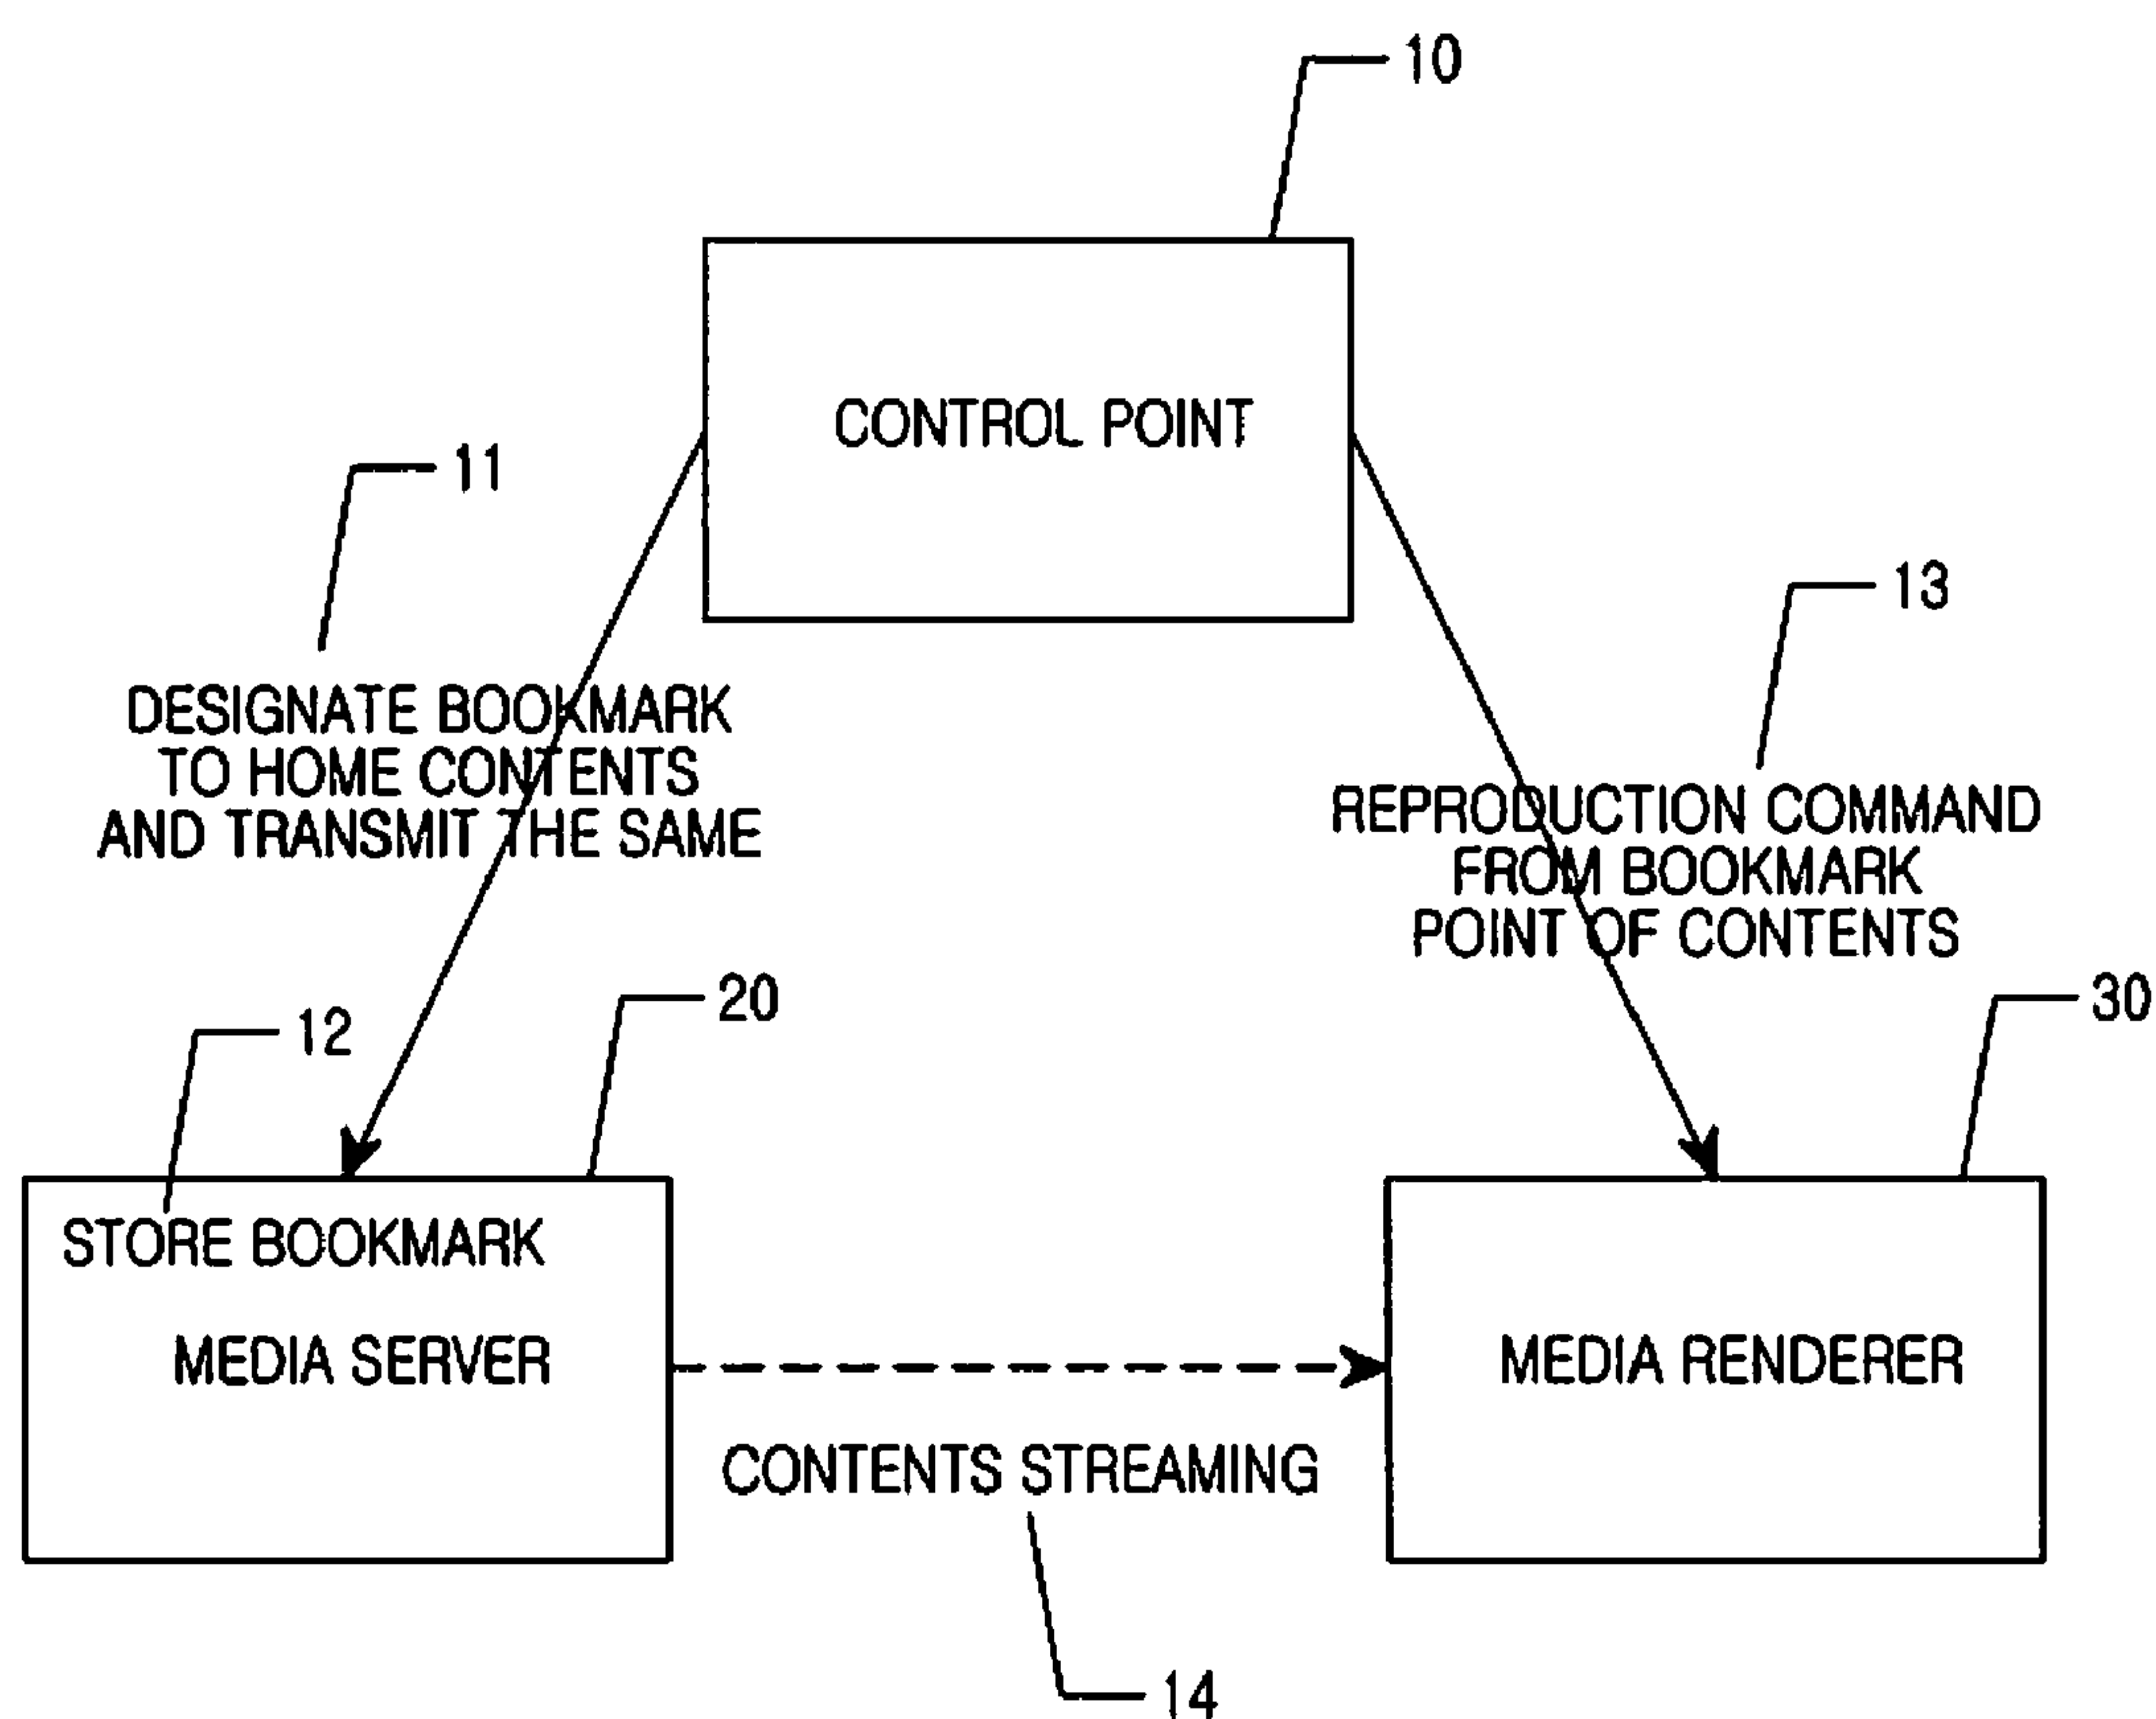 10
CONTROL POINT
11
DESIGNATE BOOKMARK
TO HOME CONTENTS
AND TRANSMIT THE SAME
13
REPRODUCTION COMMAND
FROM BOOKMARK
POINT OF CONTENTS
12
20
30
STORE BOOKMARK
MEDIA SERVER
MEDIA RENDERER
CONTENTS STREAMING
14